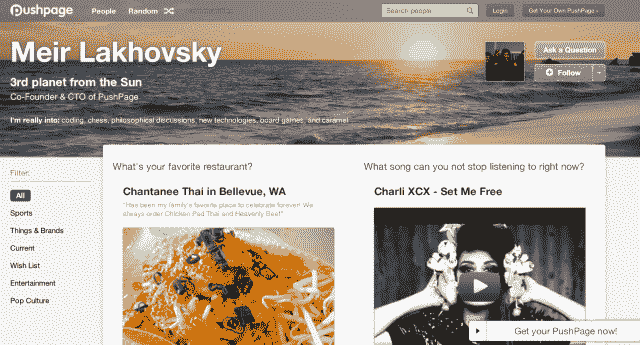 Pushpage
People
Random
Search people
Login
Get Your Own PushPage ›
Meir Lakhovsky
3rd planet from the Sun
Co-Founder & CTO of PushPage
I'm really into: coding, chess, philosophical discussions, new technologies, board games, and caramel
Ask a Question
Follow
Filter:
All
Sports
Things & Brands
Current
Wish List
Entertainment
Pop Culture
What's your favorite restaurant?
Chantanee Thai in Bellevue, WA
"Has been my family's favorite place to celebrate forever! We
always order Chicken Pad Thai and Heavenly Beef"
What song can you not stop listening to right now?
Charli XCX - Set Me Free
Get your PushPage now!